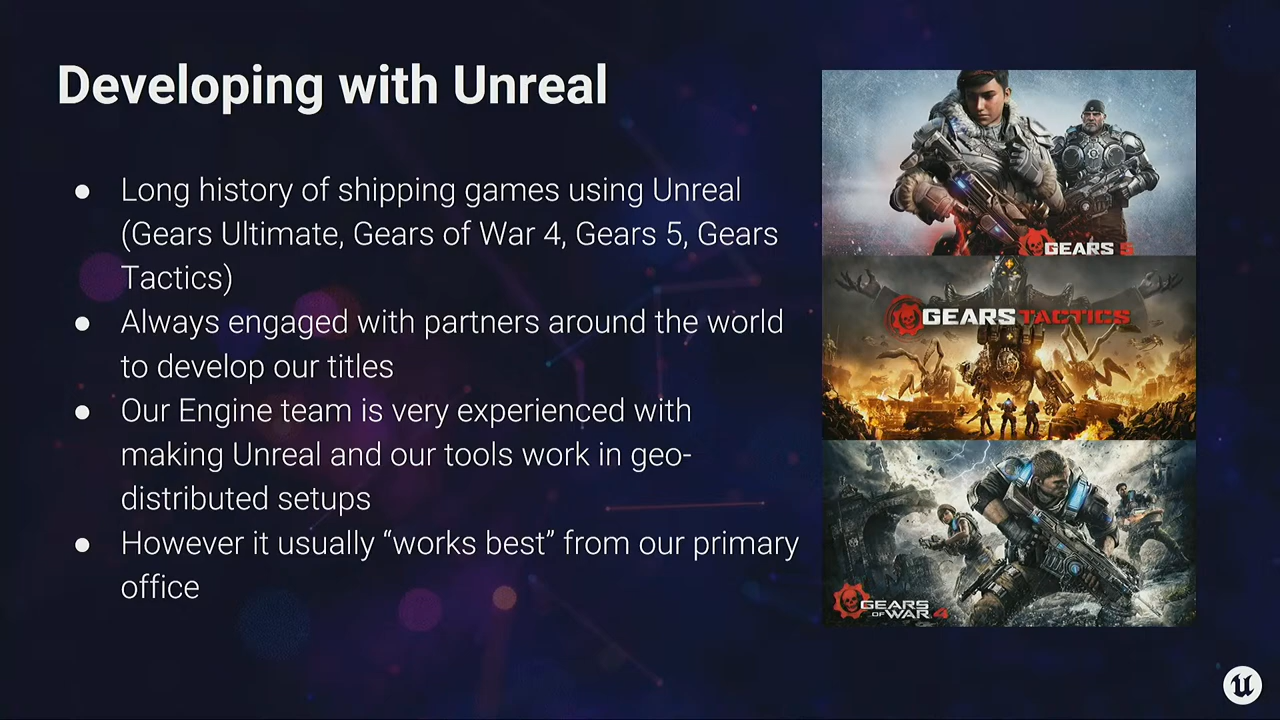 Developing with Unreal
● Long history of shipping games using Unreal
(Gears Ultimate, Gears of War 4, Gears 5, Gears
Tactics)
● Always engaged with partners around the world
to develop our titles
● Our Engine team is very experienced with
making Unreal and our tools work in geo-
distributed setups
● However it usually “works best” from our primary
office
GEARS 5
GEARS TACTICS
GEARS
OF WAR 4